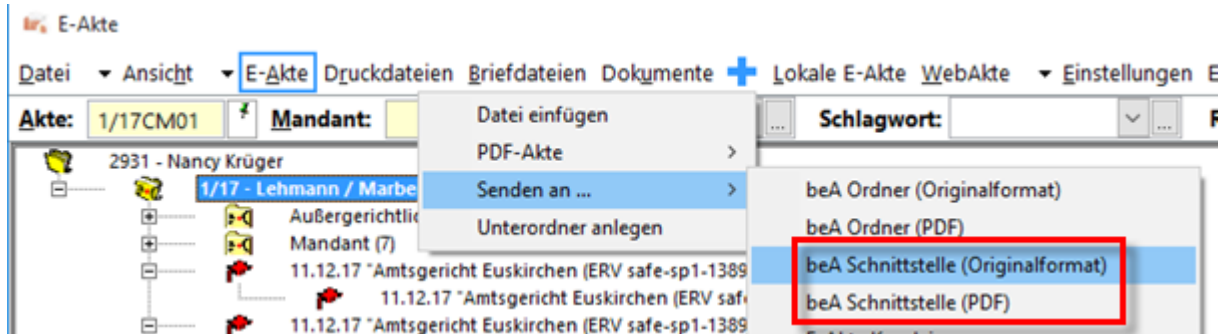 E-Akte
Datei Ansicht E-Akte Druckdateien Briefdateien Dokumente Lokale E-Akte WebAkte Einstellungen E
Akte: 1/17CM01 Mandant: ... Schlagwort: ...
2931 - Nancy Krüger
1/17 - Lehmann / Marbe
Außergerichtlic
Mandant (7)
11.12.17 "Amtsgericht Euskirchen (ERV safe-sp1-1389
11.12.17 "Amtsgericht Euskirchen (ERV safe
11.12.17 "Amtsgericht Euskirchen (ERV safe-sp1-1389
Datei einfügen
PDF-Akte
Senden an ...
Unterordner anlegen
beA Ordner (Originalformat)
beA Ordner (PDF)
beA Schnittstelle (Originalformat)
beA Schnittstelle (PDF)